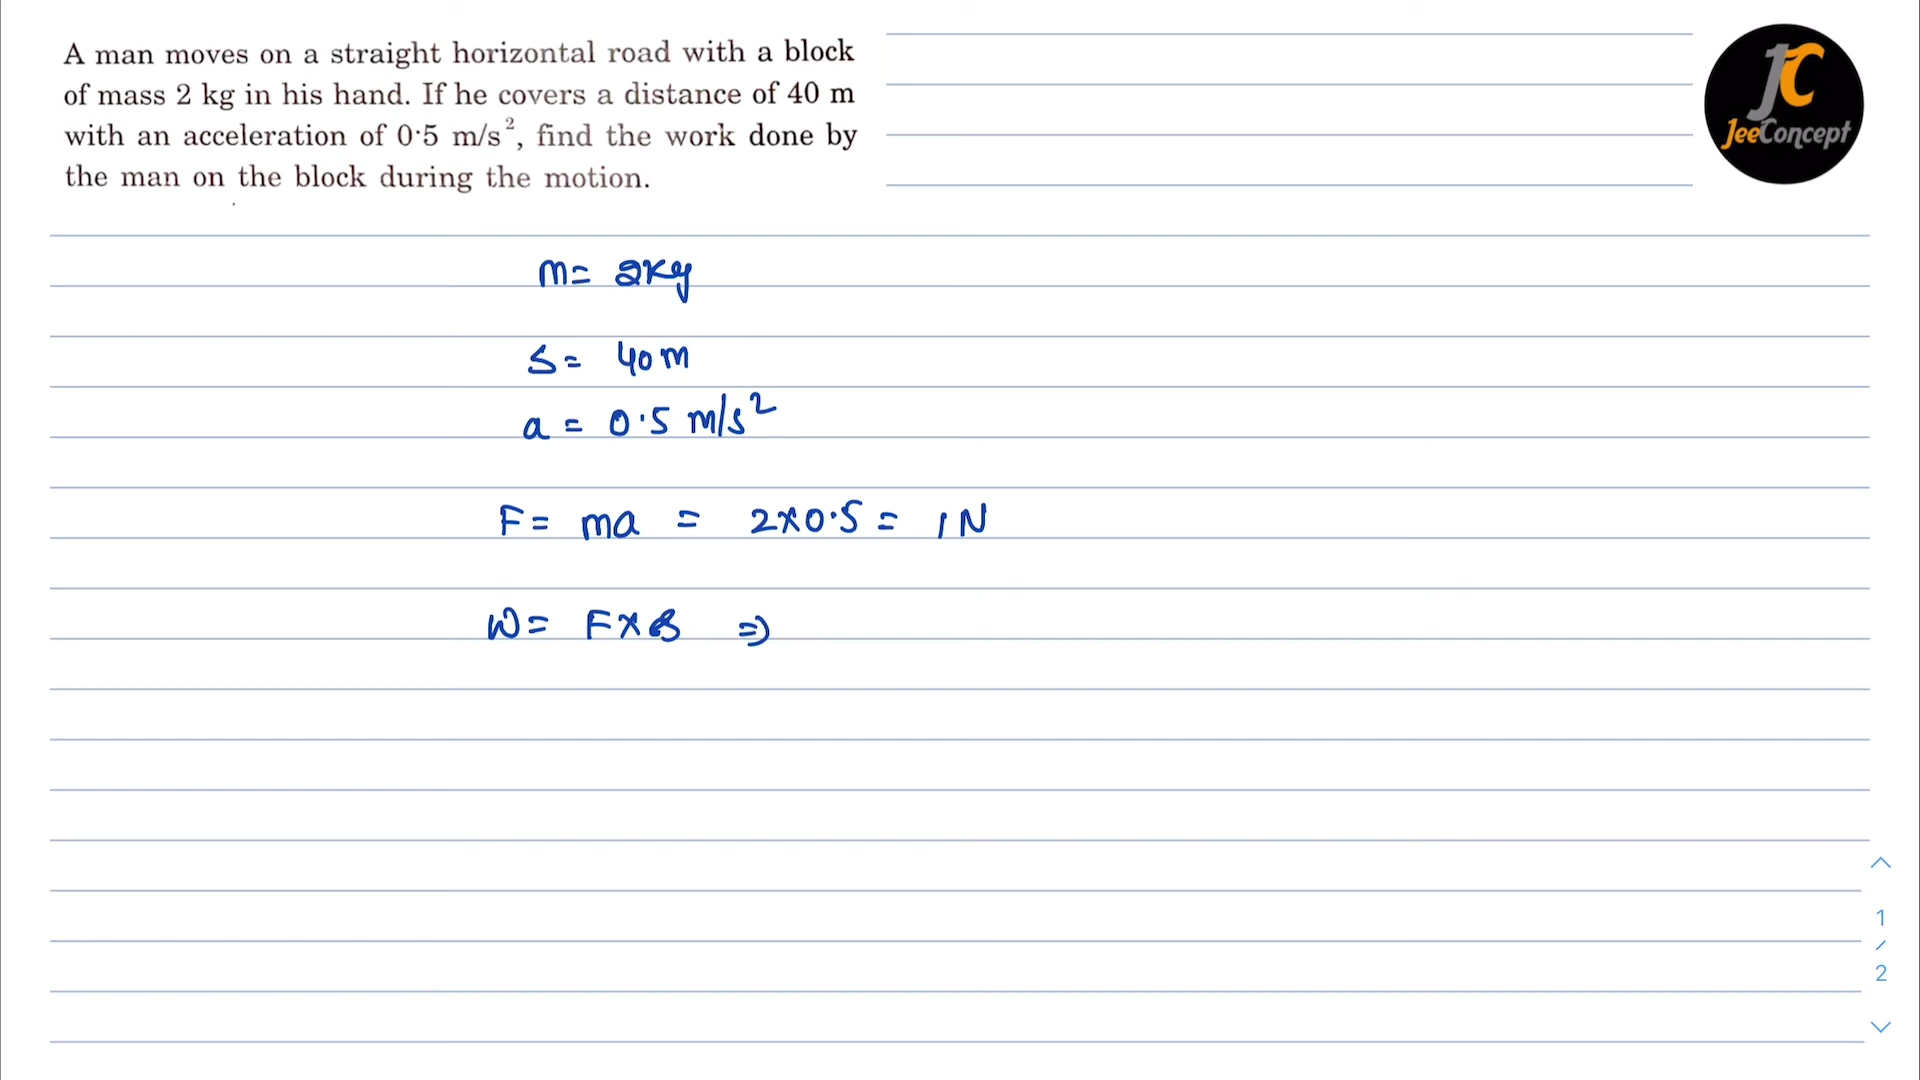 A man moves on a straight horizontal road with a block
of mass 2 kg in his hand. If he covers a distance of 40 m
with an acceleration of 0·5 m/s², find the work done by
the man on the block during the motion.
JC
JeeConcept
m= 2kg
s= 40m
a = 0.5 m/s²
F= ma = 2x0.5 = 1N
W= Fxs ⇒
1
/
2